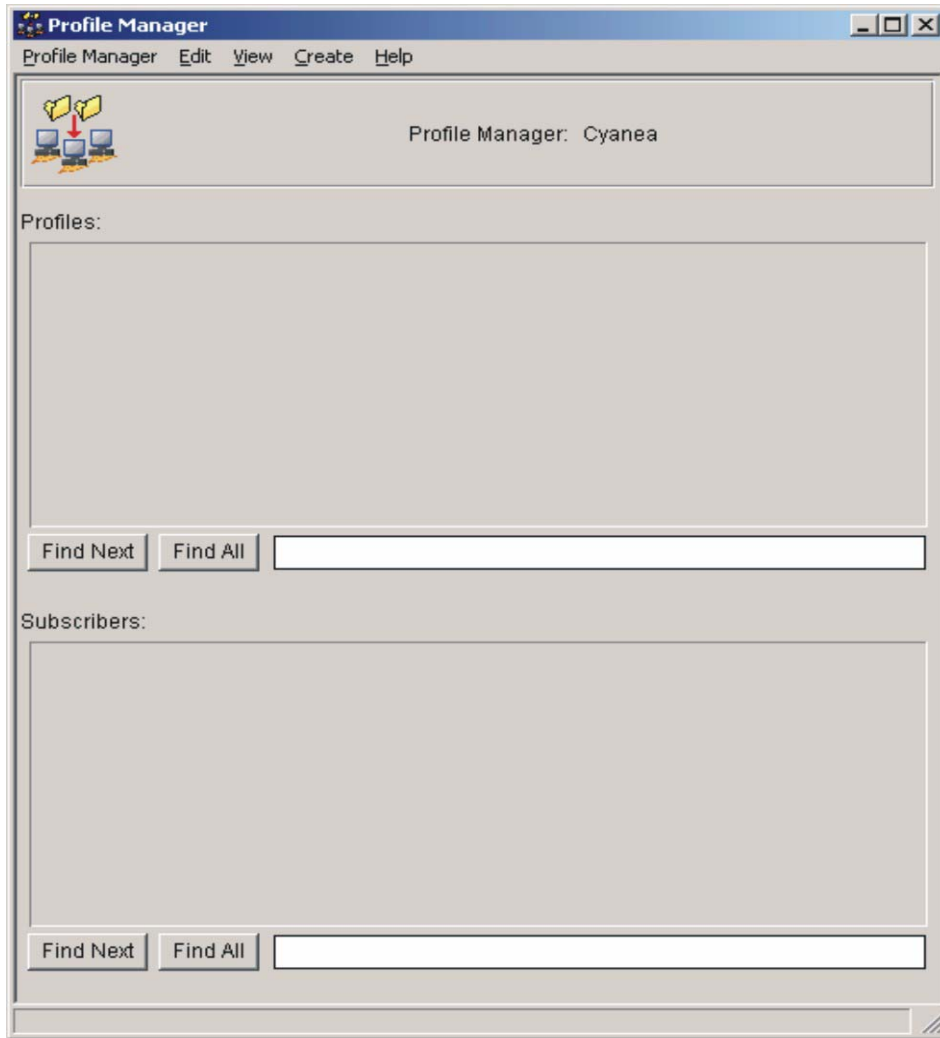 Profile Manager
Profile Manager Edit View Create Help
Profile Manager: Cyanea
Profiles:
Find Next Find All
Subscribers:
Find Next Find All